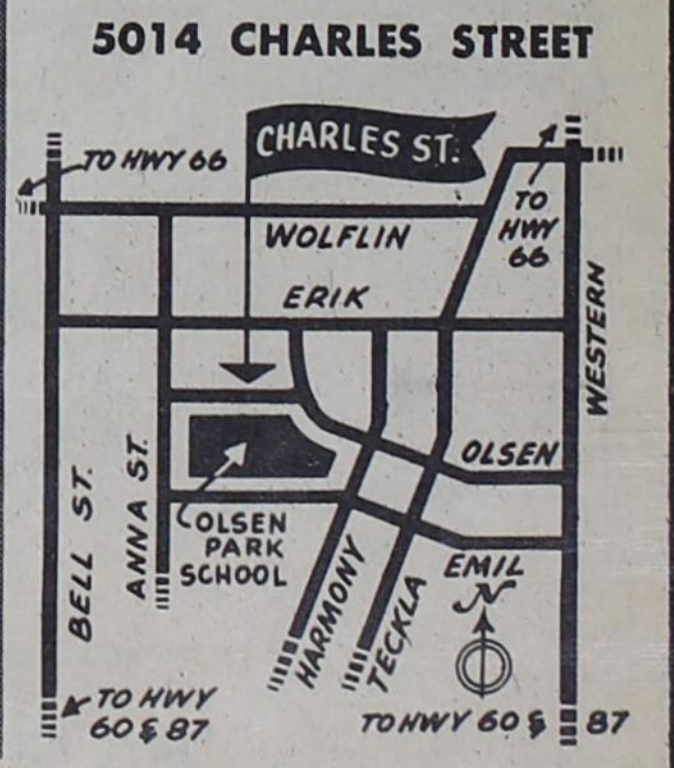 5014 CHARLES STREET
CHARLES ST.
TO HWY 66
TO
HWY
66
WOLFLIN
ERIK
WESTERN
OLSEN
BELL ST.
ANNA ST.
OLSEN
PARK
SCHOOL
HARMONY
TECKLA
EMIL
N
TO HWY
60 & 87
TO HWY 60 & 87